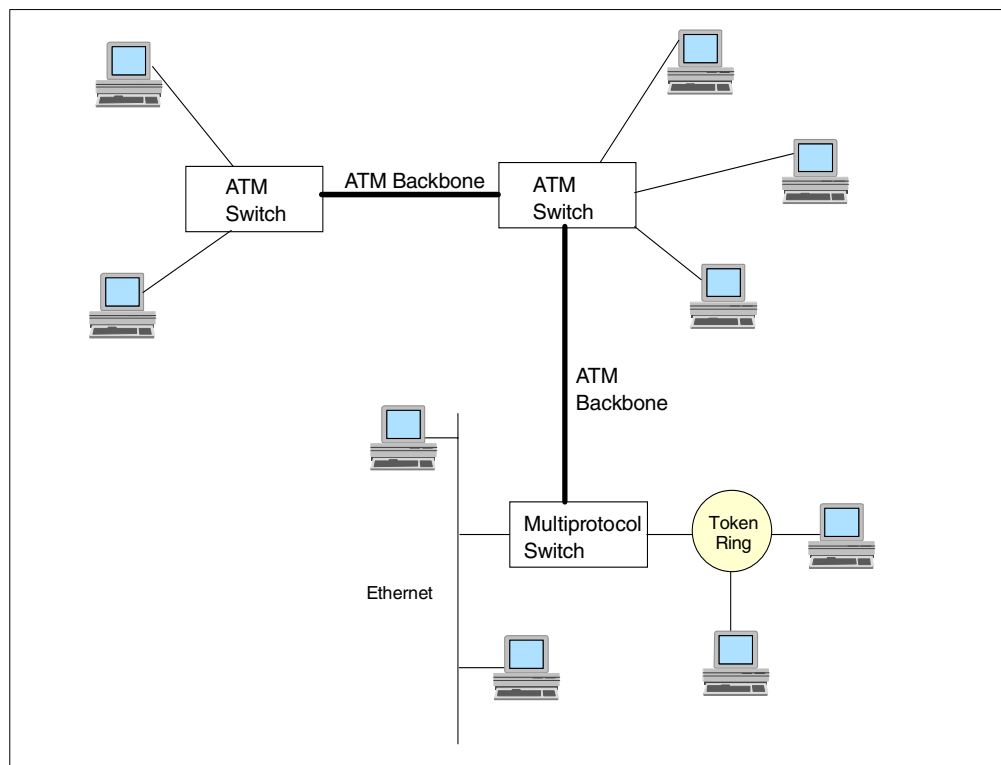 ATM
Switch
ATM Backbone
ATM
Switch
ATM
Backbone
Multiprotocol
Switch
Token
Ring
Ethernet